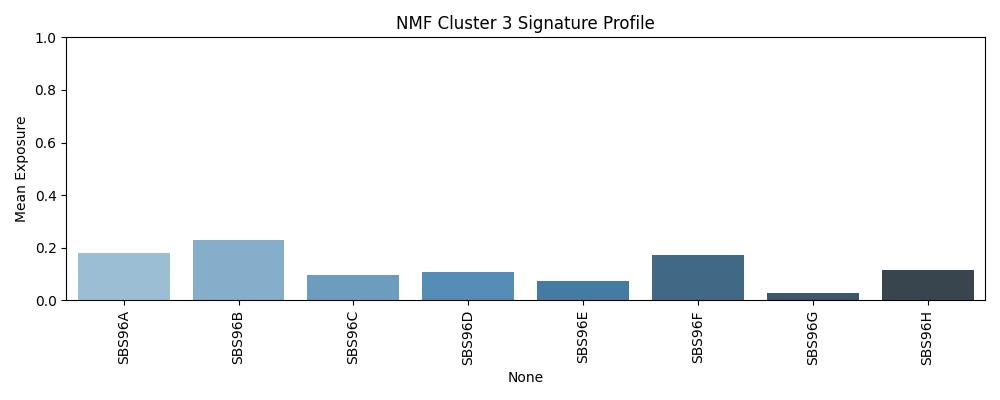 NMF Cluster 3 Signature Profile
1.0
0.8
0.6
0.4
0.2
0.0
Mean Exposure
SBS96A
SBS96B
SBS96C
SBS96D
SBS96E
SBS96F
SBS96G
SBS96H
None